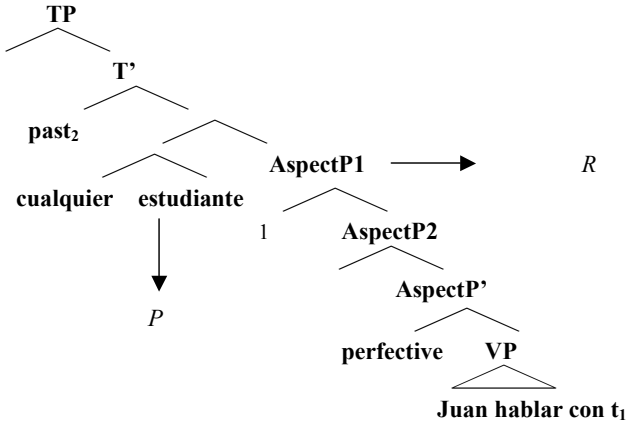 TP
T’
past₂
AspectP1 R
cualquier estudiante
1 AspectP2
AspectP’
P
perfective VP
Juan hablar con t₁